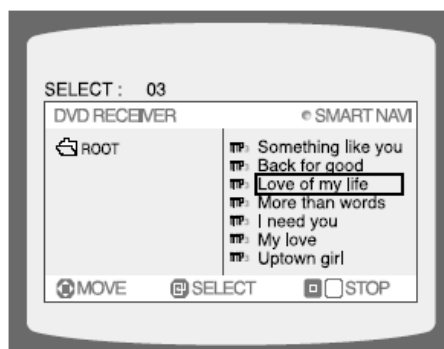 SELECT : 03
DVD RECEIVER SMART NAVI
ROOT
Something like you
Back for good
Love of my life
More than words
I need you
My love
Uptown girl
MOVE SELECT STOP